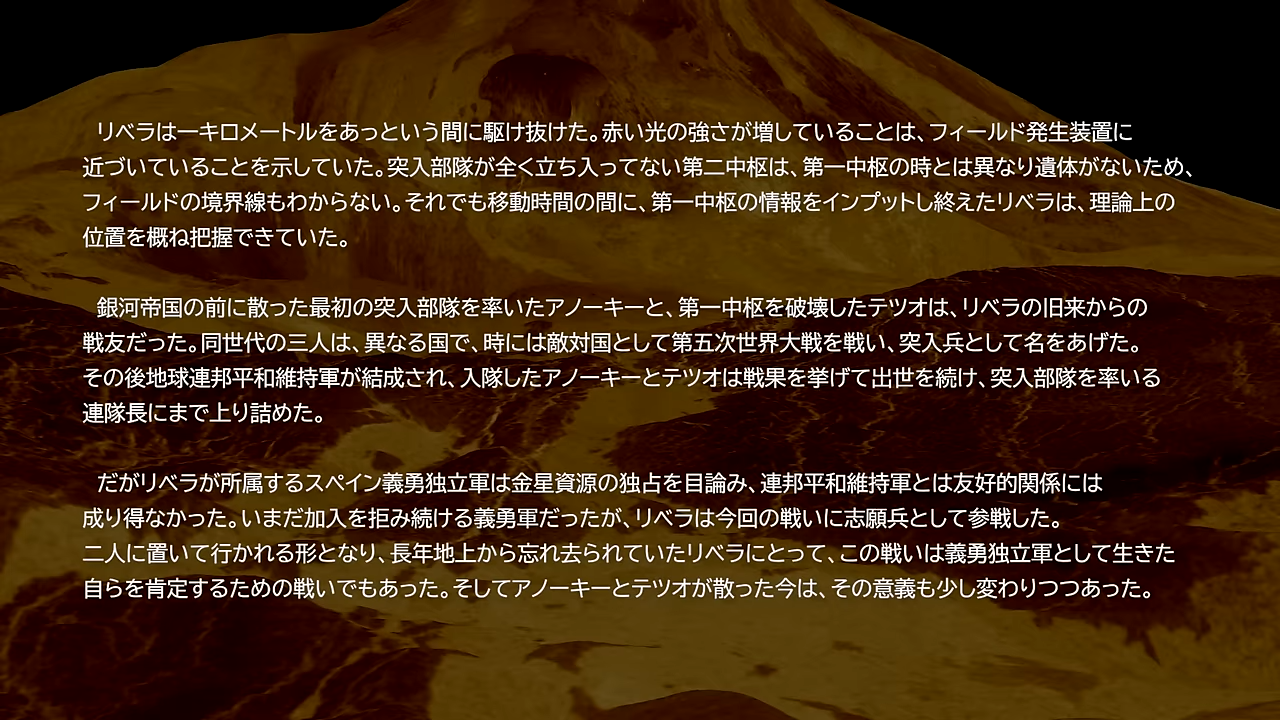 リベラは一キロメートルをあっという間に駆け抜けた。赤い光の強さが増していることは、フィールド発生装置に
近づいていることを示していた。突入部隊が全く立ち入ってない第二中枢は、第一中枢の時とは異なり遺体がないため、
フィールドの境界線もわからない。それでも移動時間の間に、第一中枢の情報をインプットし終えたリベラは、理論上の
位置を概ね把握できていた。
銀河帝国の前に散った最初の突入部隊を率いたアノーキーと、第一中枢を破壊したテツオは、リベラの旧来からの
戦友だった。同世代の三人は、異なる国で、時には敵対国として第五次世界大戦を戦い、突入兵として名をあげた。
その後地球連邦平和維持軍が結成され、入隊したアノーキーとテツオは戦果を挙げて出世を続け、突入部隊を率いる
連隊長にまで上り詰めた。
だがリベラが所属するスペイン義勇独立軍は金星資源の独占を目論み、連邦平和維持軍とは友好的関係には
成り得なかった。いまだ加入を拒み続ける義勇軍だったが、リベラは今回の戦いに志願兵として参戦した。
二人に置いて行かれる形となり、長年地上から忘れ去られていたリベラにとって、この戦いは義勇独立軍として生きた
自らを肯定するための戦いでもあった。そしてアノーキーとテツオが散った今は、その意義も少し変わりつつあった。